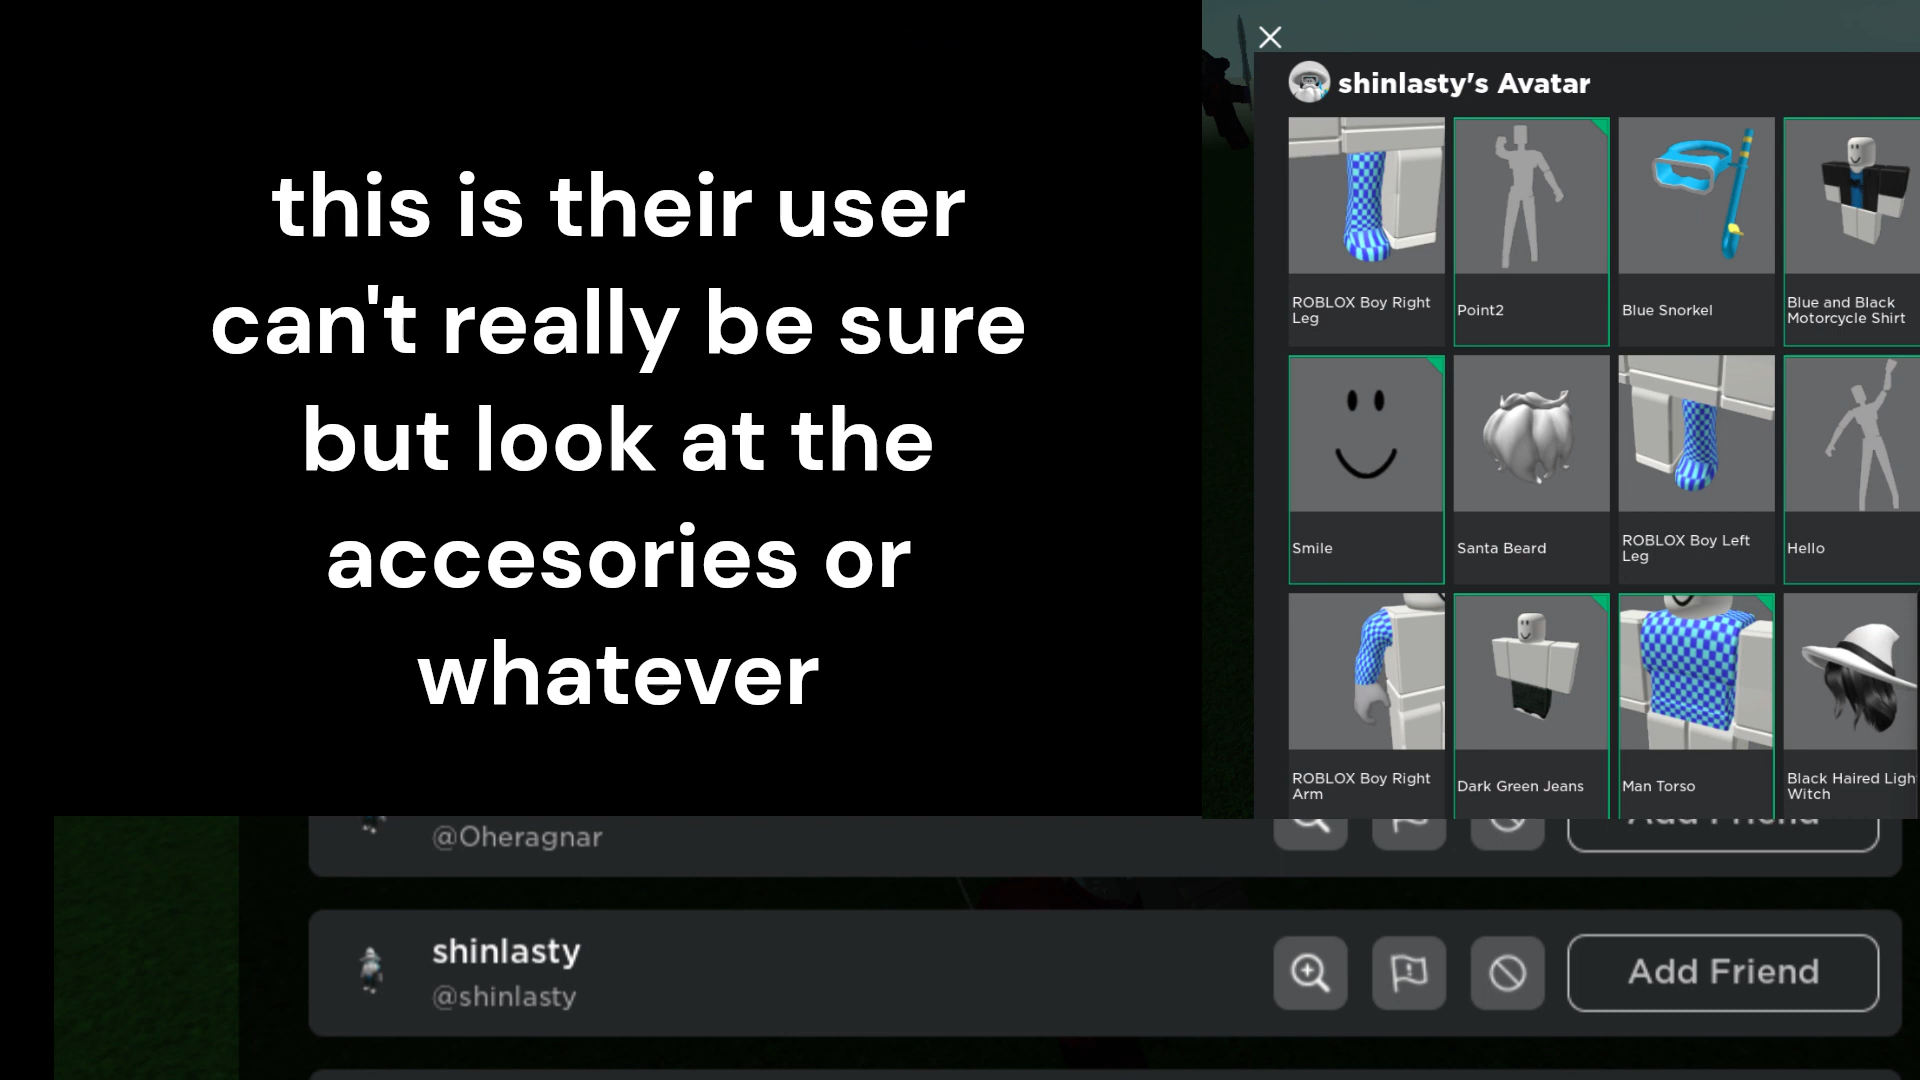 this is their user
can't really be sure
but look at the
accesories or
whatever
shinlasty's Avatar
ROBLOX Boy Right
Leg
Point2
Blue Snorkel
Blue and Black
Motorcycle Shirt
Smile
Santa Beard
ROBLOX Boy Left
Leg
Hello
ROBLOX Boy Right
Arm
Dark Green Jeans
Man Torso
Black Haired Ligh
Witch
@Oheragnar
Add Friend
shinlasty
@shinlasty
Add Friend